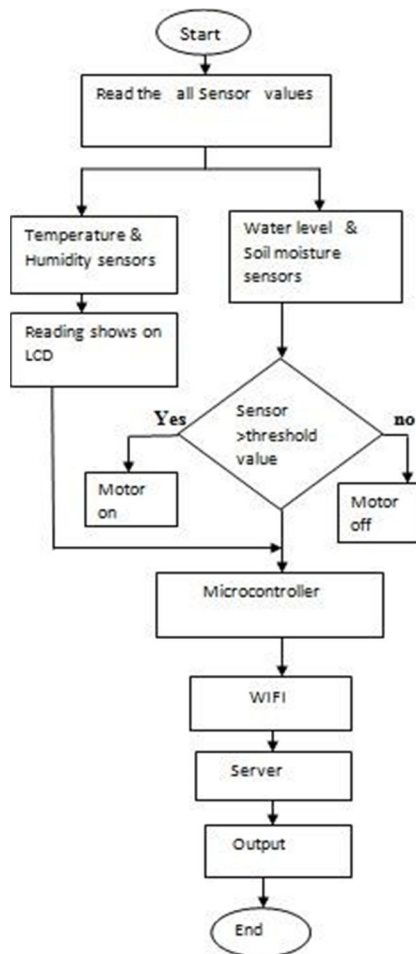 Start
Read the all Sensor values
Temperature &
Humidity sensors
Water level &
Soil moisture
sensors
Reading shows on
LCD
Yes
Sensor
>threshold
value
no
Motor
on
Motor
off
Microcontroller
WIFI
Server
Output
End